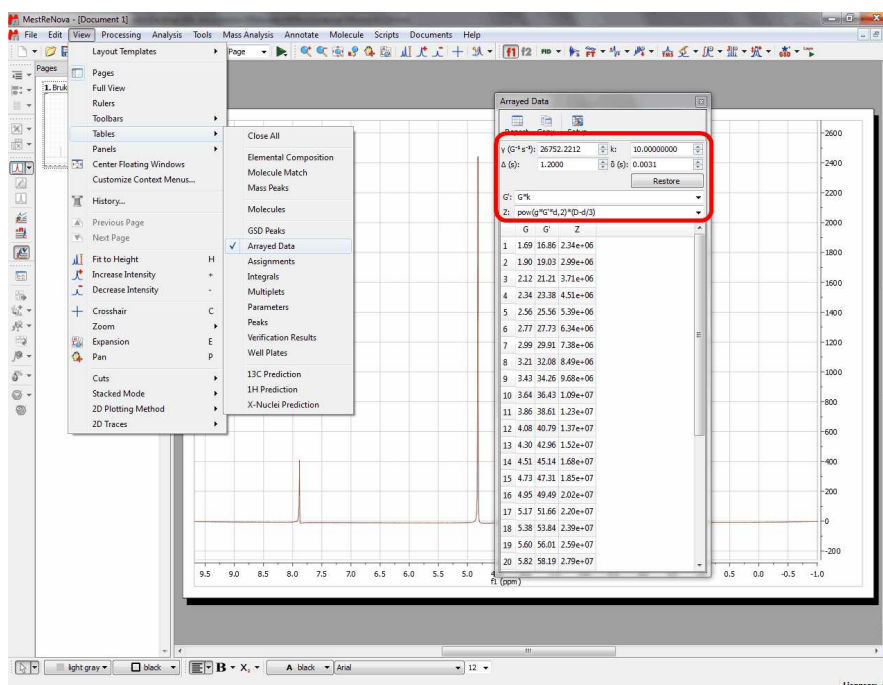 MestReNova - [Document 1]
File Edit View Processing Analysis Tools Mass Analysis Annotate Molecule Scripts Documents Help
Page
f1 f2
Pages
1. Bruk
Layout Templates
Pages
Full View
Rulers
Toolbars
Tables
Panels
Center Floating Windows
Customize Context Menus...
History...
Previous Page
Next Page
Fit to Height H
Increase Intensity +
Decrease Intensity -
Crosshair C
Zoom
Expansion E
Pan P
Cuts
Stacked Mode
2D Plotting Method
2D Traces
Close All
Elemental Composition
Molecule Match
Mass Peaks
Molecules
GSD Peaks
✓ Arrayed Data
Assignments
Integrals
Multiplets
Parameters
Peaks
Verification Results
Well Plates
13C Prediction
1H Prediction
X-Nuclei Prediction
Arrayed Data
Report Copy Setup
γ (G⁻¹ s⁻¹): 26752.2212 k: 10.00000000
Δ (s): 1.2000 δ (s): 0.0031
Restore
G': G*k
Z: pow(g*G'*d,2)*(D-d/3)
G G' Z
1 1.69 16.86 2.34e+06
2 1.90 19.03 2.99e+06
3 2.12 21.21 3.71e+06
4 2.34 23.38 4.51e+06
5 2.56 25.56 5.39e+06
6 2.77 27.73 6.34e+06
7 2.99 29.91 7.38e+06
8 3.21 32.08 8.49e+06
9 3.43 34.26 9.68e+06
10 3.64 36.43 1.09e+07
11 3.86 38.61 1.23e+07
12 4.08 40.79 1.37e+07
13 4.30 42.96 1.52e+07
14 4.51 45.14 1.68e+07
15 4.73 47.31 1.85e+07
16 4.95 49.49 2.02e+07
17 5.17 51.66 2.20e+07
18 5.38 53.84 2.39e+07
19 5.60 56.01 2.59e+07
20 5.82 58.19 2.79e+07
2600
2400
2200
2000
1800
1600
1400
1200
1000
800
600
400
200
0
-200
9.5 9.0 8.5 8.0 7.5 7.0 6.5 6.0 5.5 5.0 0.5 0.0 -0.5 -1.0
f1 (ppm)
light gray black B X, A black Arial 12